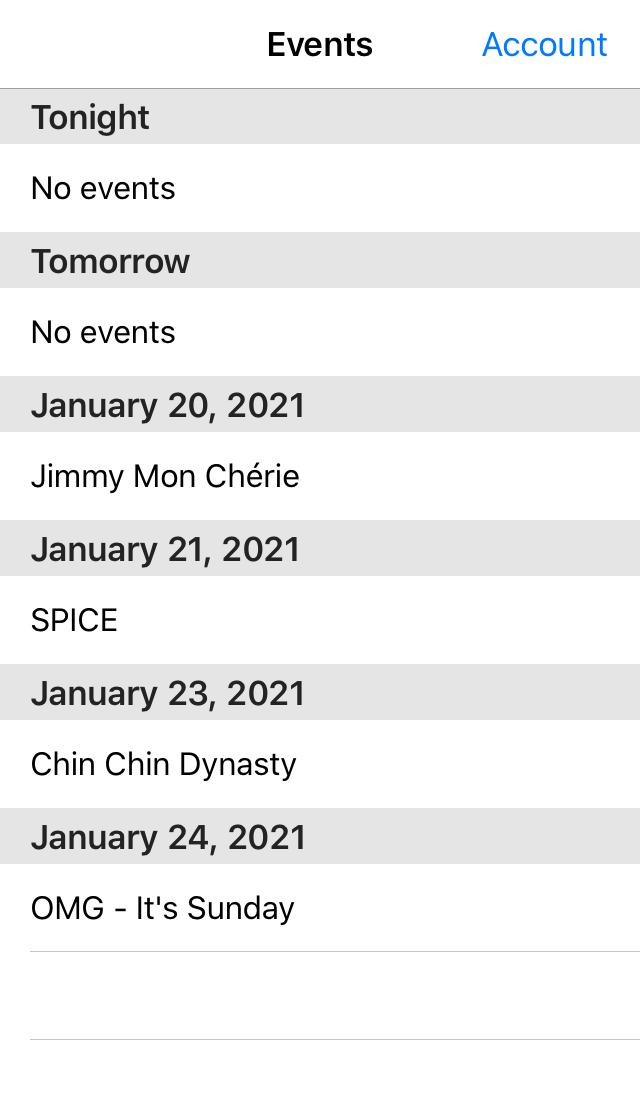 Events
Account
Tonight
No events
Tomorrow
No events
January 20, 2021
Jimmy Mon Chérie
January 21, 2021
SPICE
January 23, 2021
Chin Chin Dynasty
January 24, 2021
OMG - It's Sunday